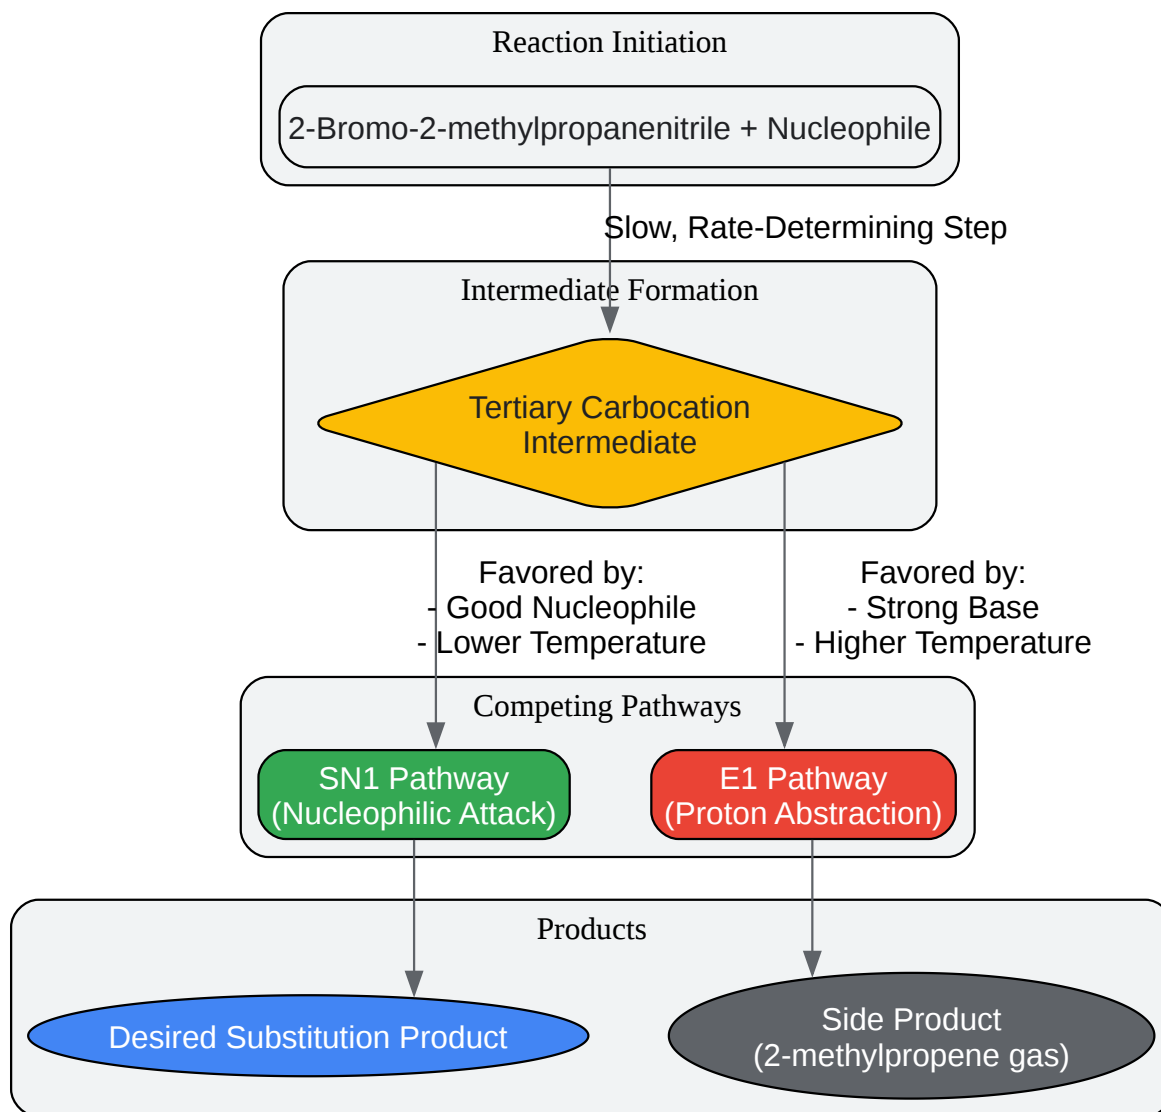 Reaction Initiation
2-Bromo-2-methylpropanenitrile + Nucleophile
Slow, Rate-Determining Step
Intermediate Formation
Tertiary Carbocation
Intermediate
Favored by:
- Good Nucleophile
- Lower Temperature
Favored by:
- Strong Base
- Higher Temperature
Competing Pathways
SN1 Pathway
(Nucleophilic Attack)
E1 Pathway
(Proton Abstraction)
Products
Desired Substitution Product
Side Product
(2-methylpropene gas)